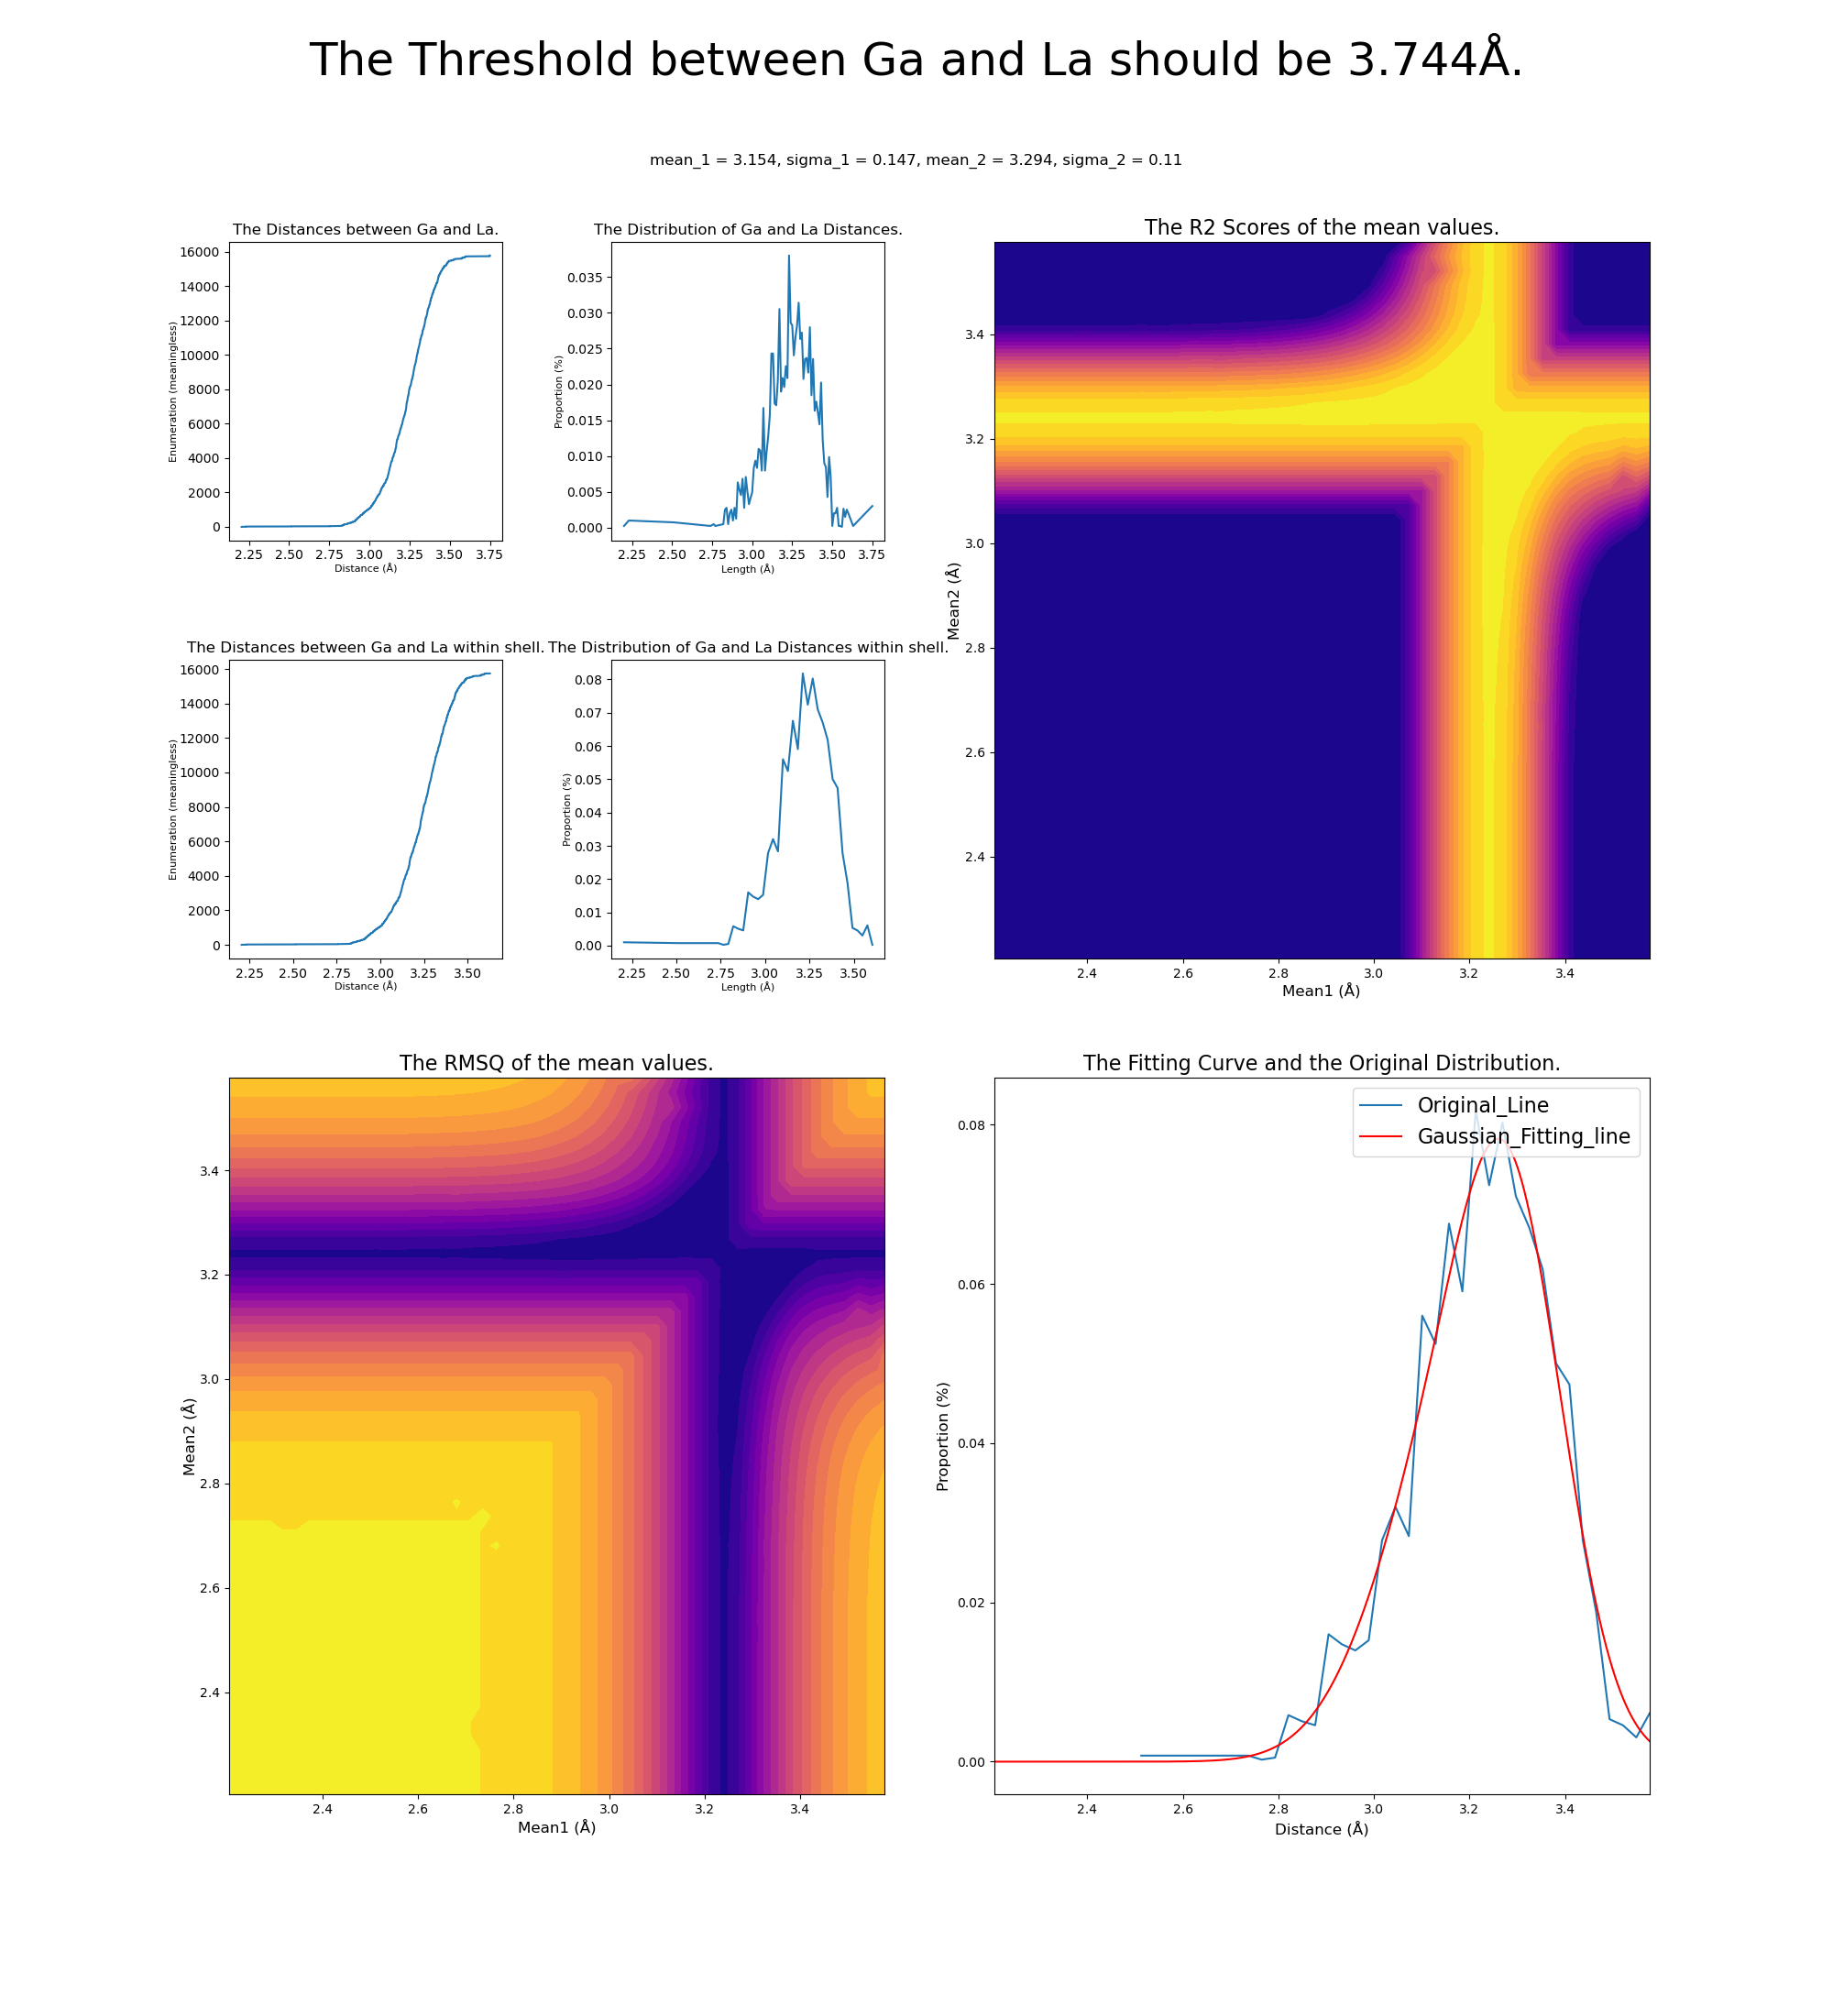 The Threshold between Ga and La should be 3.744Å.
mean_1 = 3.154, sigma_1 = 0.147, mean_2 = 3.294, sigma_2 = 0.11
The Distances between Ga and La.
16000
14000
12000
10000
8000
6000
4000
2000
0
Enumeration (meaningless)
2.25 2.50 2.75 3.00 3.25 3.50 3.75
Distance (Å)
The Distribution of Ga and La Distances.
0.035
0.030
0.025
0.020
0.015
0.010
0.005
0.000
Proportion (%)
2.25 2.50 2.75 3.00 3.25 3.50 3.75
Length (Å)
The R2 Scores of the mean values.
3.4
3.2
3.0
2.8
2.6
2.4
Mean2 (Å)
2.4 2.6 2.8 3.0 3.2 3.4
Mean1 (Å)
The Distances between Ga and La within shell.
16000
14000
12000
10000
8000
6000
4000
2000
0
Enumeration (meaningless)
2.25 2.50 2.75 3.00 3.25 3.50
Distance (Å)
The Distribution of Ga and La Distances within shell.
0.08
0.07
0.06
0.05
0.04
0.03
0.02
0.01
0.00
Proportion (%)
2.25 2.50 2.75 3.00 3.25 3.50
Length (Å)
The RMSQ of the mean values.
3.4
3.2
3.0
2.8
2.6
2.4
Mean2 (Å)
2.4 2.6 2.8 3.0 3.2 3.4
Mean1 (Å)
The Fitting Curve and the Original Distribution.
Original_Line
Gaussian_Fitting_line
0.08
0.06
0.04
0.02
0.00
Proportion (%)
2.4 2.6 2.8 3.0 3.2 3.4
Distance (Å)